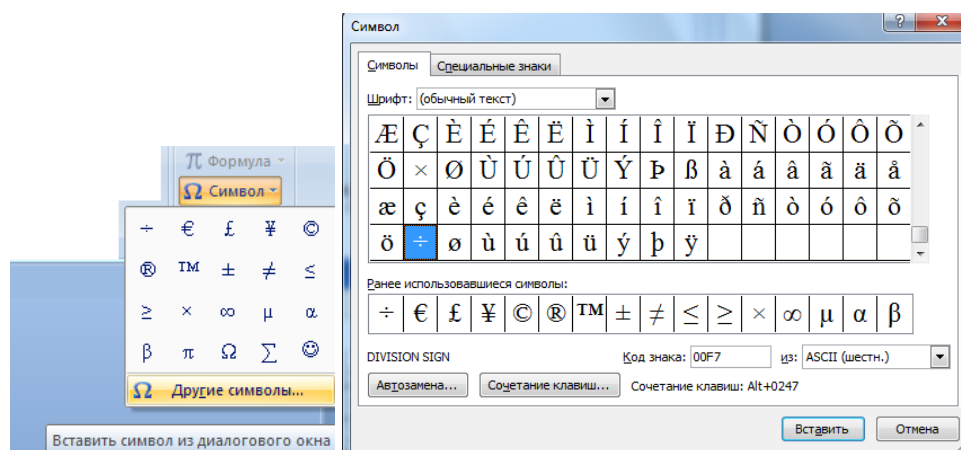 π Формула
Ω Символ
÷ € £ ¥ ©
® ™ ± ≠ ≤
≥ × ∞ µ α
β π Ω ∑ ☺
Ω Другие символы...
Вставить символ из диалогового окна
Символ
? X
Символы Специальные знаки
Шрифт: (обычный текст)
Æ Ç È É Ê Ë Ì Í Î Ï Ð Ñ Ò Ó Ô Õ
Ö × Ø Ù Ú Û Ü Ý Þ ß à á â ã ä å
æ ç è é ê ë ì í î ï ð ñ ò ó ô õ
ö ÷ ø ù ú û ü ý þ ÿ
Ранее использовавшиеся символы:
÷ € £ ¥ © ® ™ ± ≠ ≤ ≥ × ∞ µ α β
DIVISION SIGN Код знака: 00F7 из: ASCII (шестн.)
Автозамена... Сочетание клавиш... Сочетание клавиш: Alt+0247
Вставить Отмена